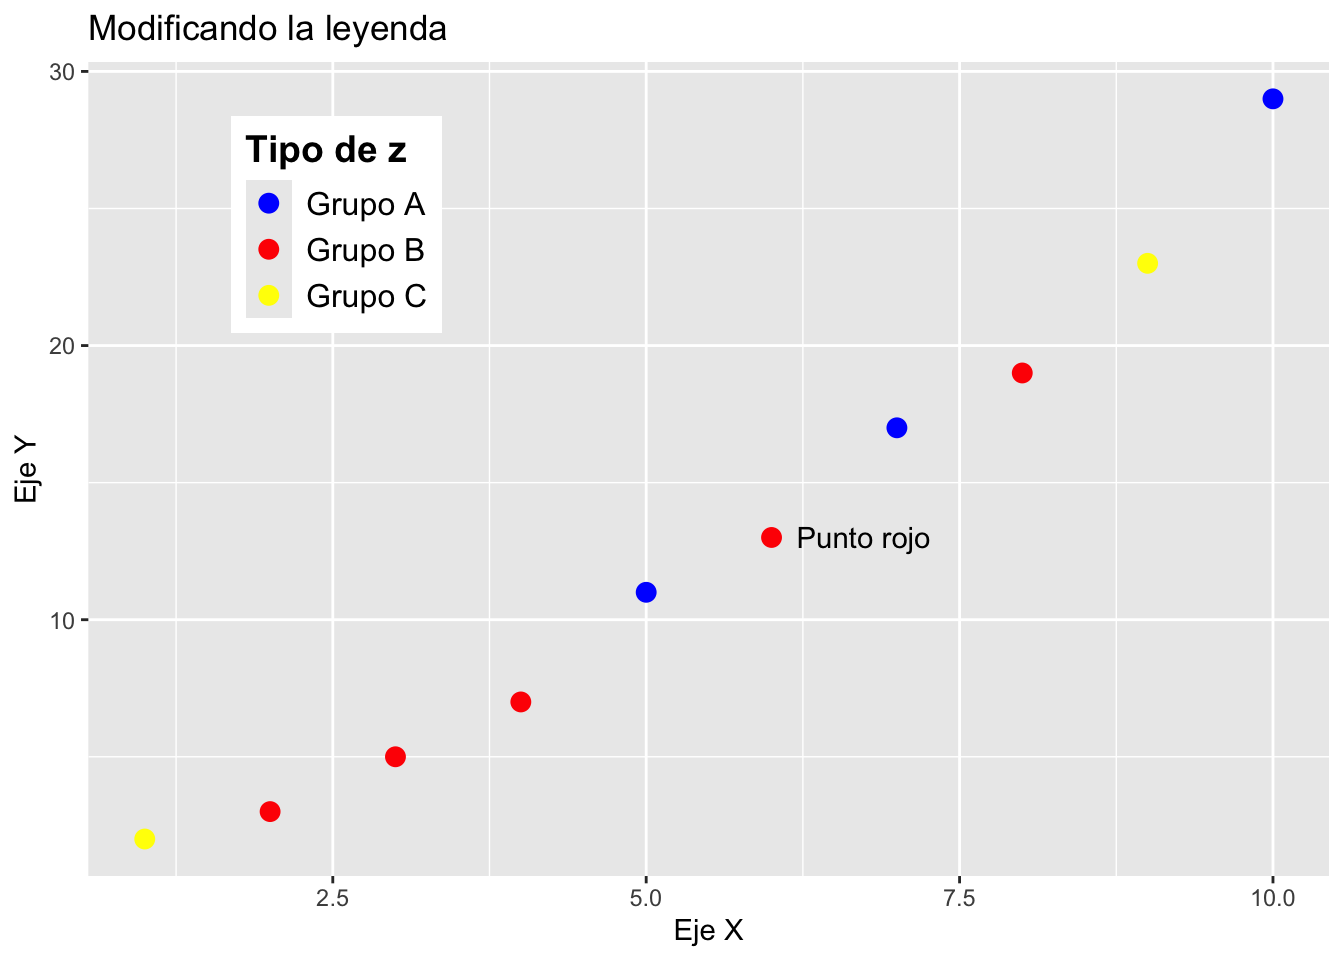 Modificando la leyenda
30
20
10
Eje Y
Tipo de z
Grupo A
Grupo B
Grupo C
Punto rojo
2.5
5.0
7.5
10.0
Eje X